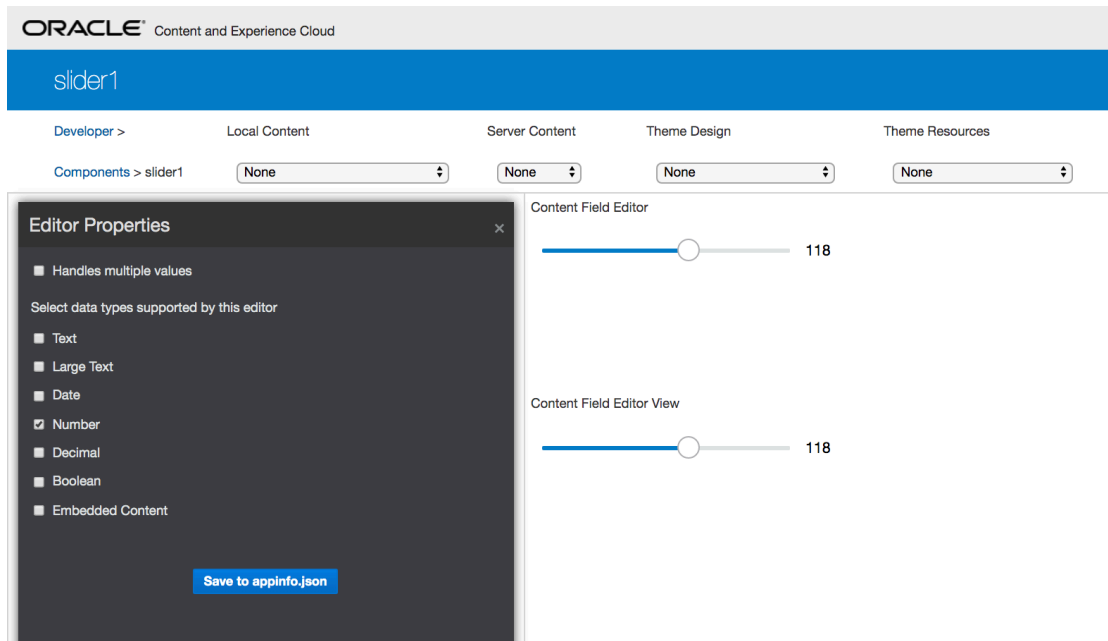 ORACLE® Content and Experience Cloud
slider1
Developer > Local Content Server Content Theme Design Theme Resources
Components > slider1 None None None None
Editor Properties ×
Handles multiple values
Select data types supported by this editor
Text
Large Text
Date
Number
Decimal
Boolean
Embedded Content
Save to appinfo.json
Content Field Editor
118
Content Field Editor View
118